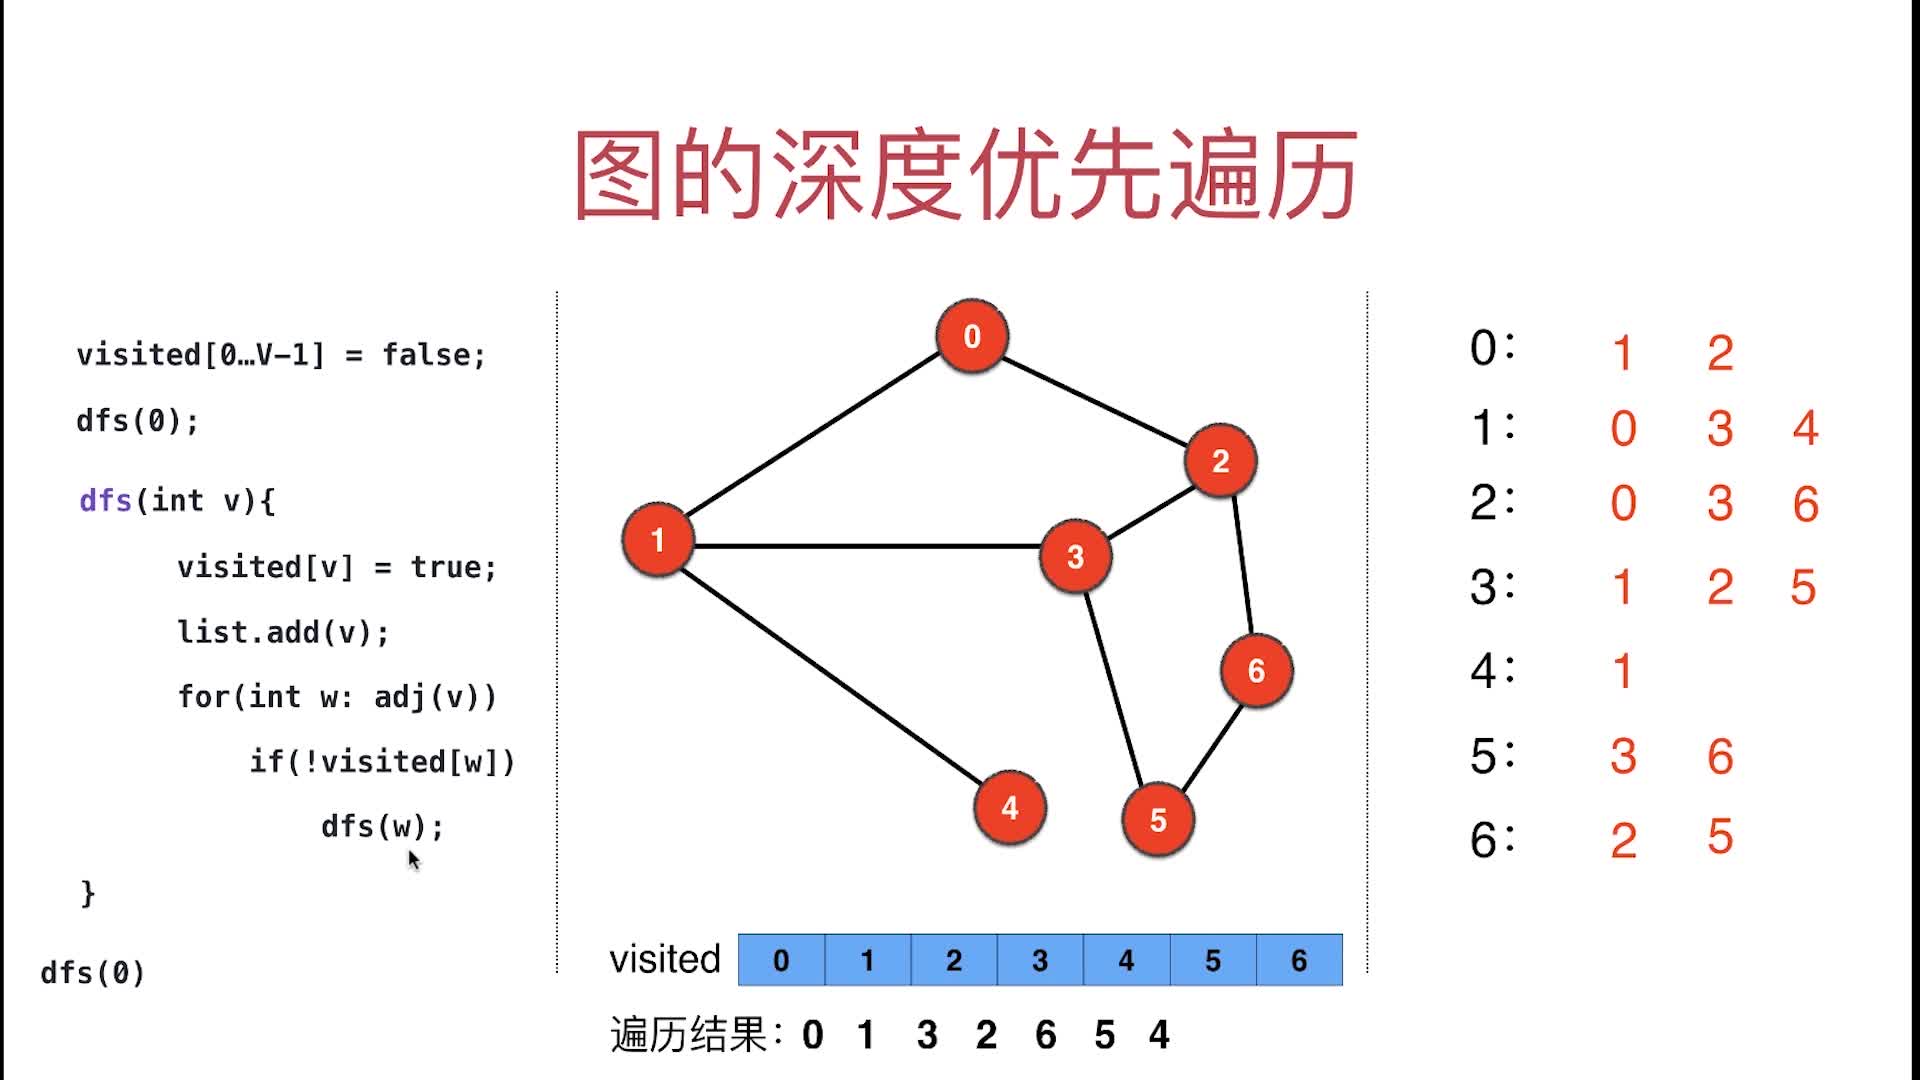 图的深度优先遍历
visited[0…V-1] = false;
dfs(0);
dfs(int v){
visited[v] = true;
list.add(v);
for(int w: adj(v))
if(!visited[w])
dfs(w);
}
dfs(0)
0
2
1
3
6
4
5
visited 0 1 2 3 4 5 6
遍历结果：0 1 3 2 6 5 4
0: 1 2
1: 0 3 4
2: 0 3 6
3: 1 2 5
4: 1
5: 3 6
6: 2 5